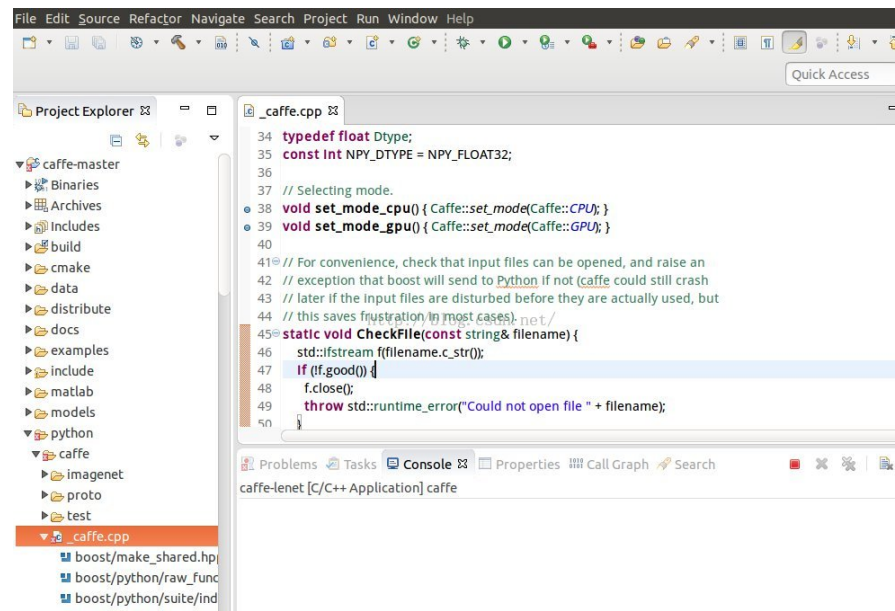 File Edit Source Refactor Navigate Search Project Run Window Help
Quick Access
Project Explorer
caffe-master
Binaries
Archives
Includes
build
cmake
data
distribute
docs
examples
include
matlab
models
python
caffe
imagenet
proto
test
_caffe.cpp
boost/make_shared.hp
boost/python/raw_func
boost/python/suite/ind
_caffe.cpp
34 typedef float Dtype;
35 const int NPY_DTYPE = NPY_FLOAT32;
36
37 // Selecting mode.
38 void set_mode_cpu() { Caffe::set_mode(Caffe::CPU); }
39 void set_mode_gpu() { Caffe::set_mode(Caffe::GPU); }
40
41 // For convenience, check that input files can be opened, and raise an
42 // exception that boost will send to Python if not (caffe could still crash
43 // later if the input files are disturbed before they are actually used, but
44 // this saves frustration in most cases).
http://blog.csdn.net/
45 static void CheckFile(const string& filename) {
46 std::ifstream f(filename.c_str());
47 if (!f.good()) {
48 f.close();
49 throw std::runtime_error("Could not open file " + filename);
50 }
Problems Tasks Console Properties Call Graph Search
caffe-lenet [C/C++ Application] caffe